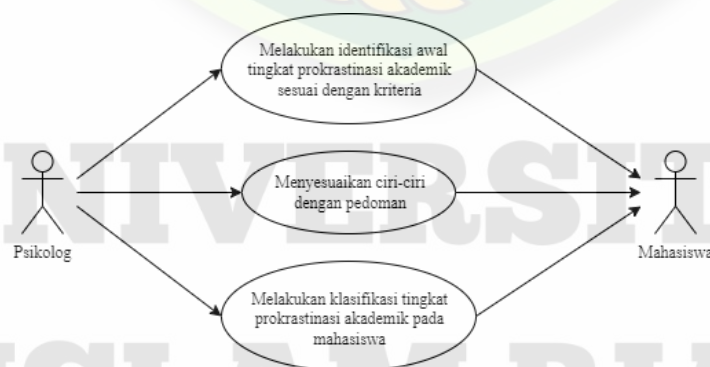 Melakukan identifikasi awal
tingkat prokrastinasi akademik
sesuai dengan kriteria
Menyesuaikan ciri-ciri
dengan pedoman
Psikolog
Mahasiswa
Melakukan klasifikasi tingkat
prokrastinasi akademik pada
mahasiswa